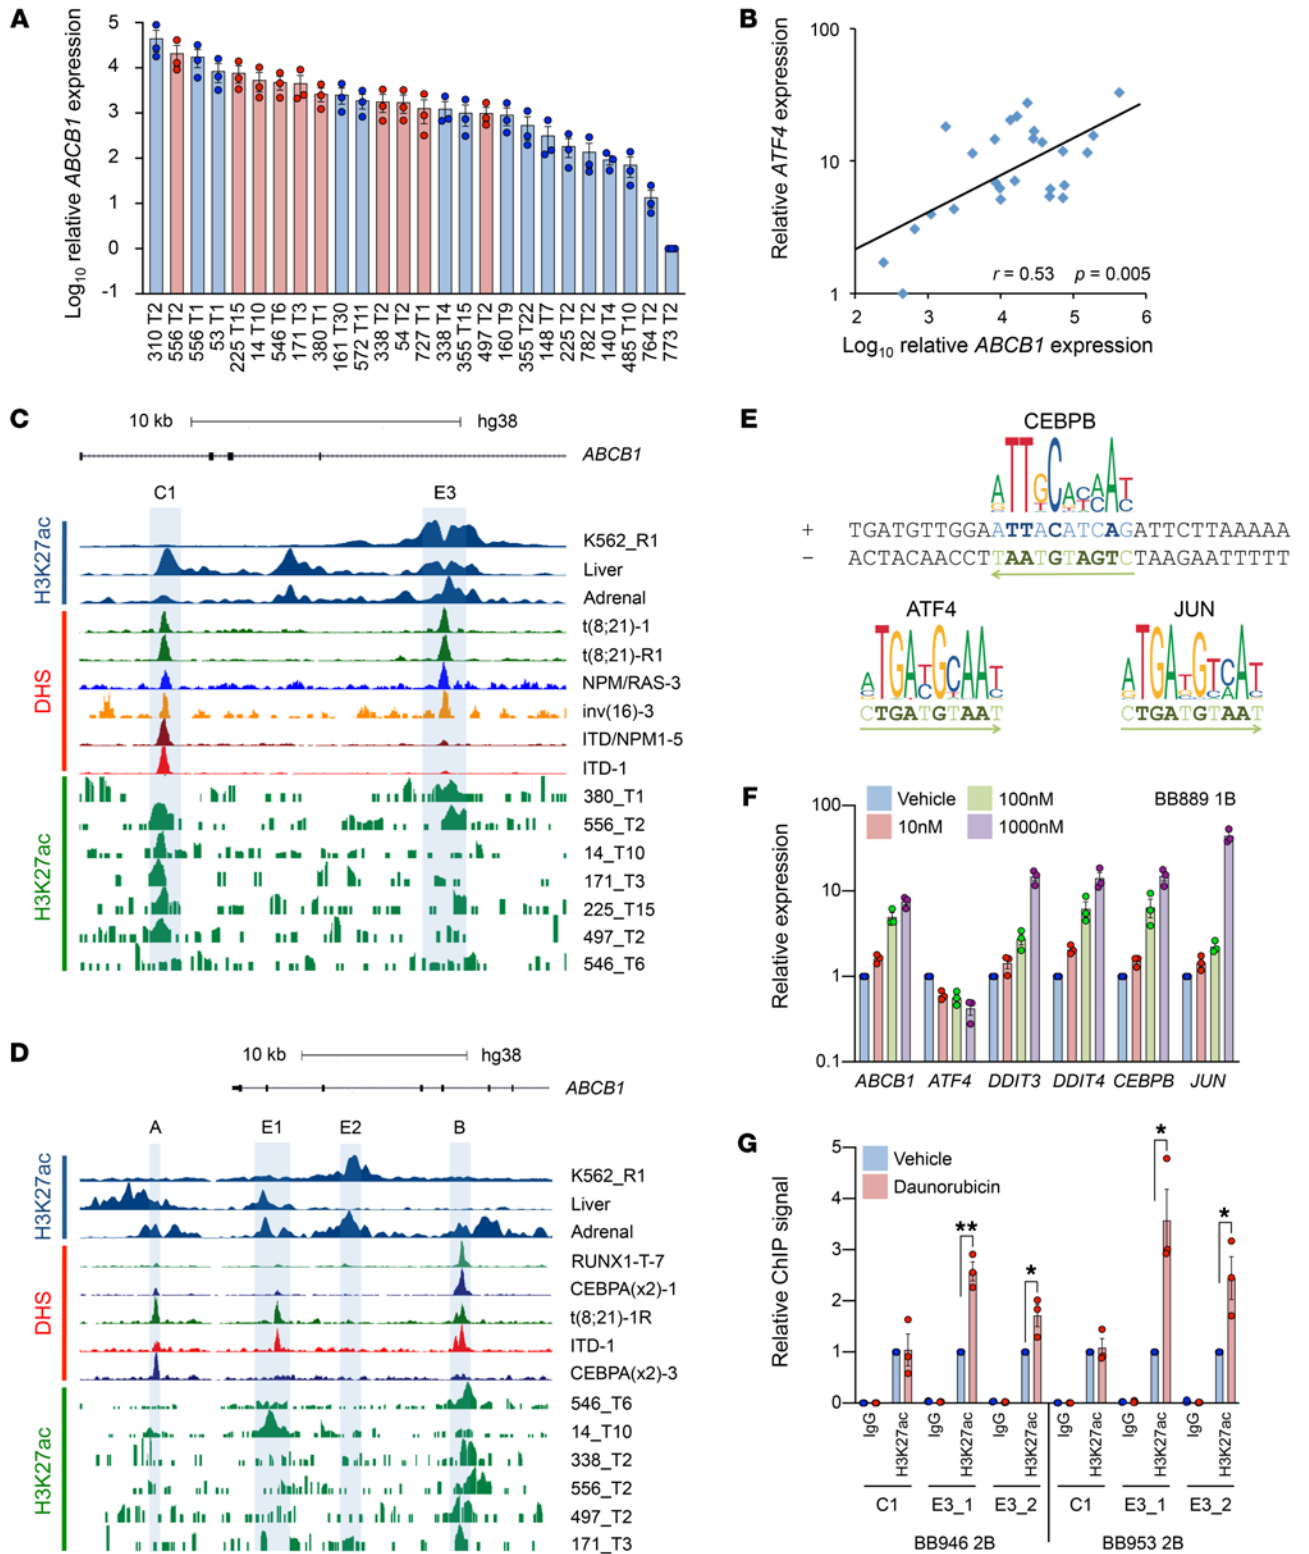 A
Log10 relative ABCB1 expression
5
4
3
2
1
0
-1
310 T2
556 T2
556 T1
53 T1
225 T15
14 T10
546 T6
171 T3
380 T1
161 T30
572 T11
338 T2
54 T2
727 T1
338 T4
355 T15
497 T2
160 T9
355 T22
148 T7
225 T2
782 T2
140 T4
485 T10
764 T2
773 T2
B
Relative ATF4 expression
100
10
1
r = 0.53 p = 0.005
2 3 4 5 6
Log10 relative ABCB1 expression
C
10 kb hg38
ABCB1
C1 E3
H3K27ac
K562_R1
Liver
Adrenal
DHS
t(8;21)-1
t(8;21)-R1
NPM/RAS-3
inv(16)-3
ITD/NPM1-5
ITD-1
H3K27ac
380_T1
556_T2
14_T10
171_T3
225_T15
497_T2
546_T6
D
10 kb hg38
ABCB1
A E1 E2 B
H3K27ac
K562_R1
Liver
Adrenal
DHS
RUNX1-T-7
CEBPA(x2)-1
t(8;21)-1R
ITD-1
CEBPA(x2)-3
H3K27ac
546_T6
14_T10
338_T2
556_T2
497_T2
171_T3
E
CEBPB
+ TGATGTTGGAATTACATCAGATTCTTAAAAA
− ACTACAACCTTAATGTAGTCTAAGAATTTTT
ATF4 JUN
CTGATGTAAT CTGATGTAAT
F
BB889 1B
Vehicle 100nM
10nM 1000nM
Relative expression
100
10
1
0.1
ABCB1 ATF4 DDIT3 DDIT4 CEBPB JUN
G
Vehicle
Daunorubicin
Relative ChIP signal
5
4
3
2
1
0
** * * *
IgG H3K27ac IgG H3K27ac IgG H3K27ac IgG H3K27ac IgG H3K27ac IgG H3K27ac
C1 E3_1 E3_2 C1 E3_1 E3_2
BB946 2B BB953 2B